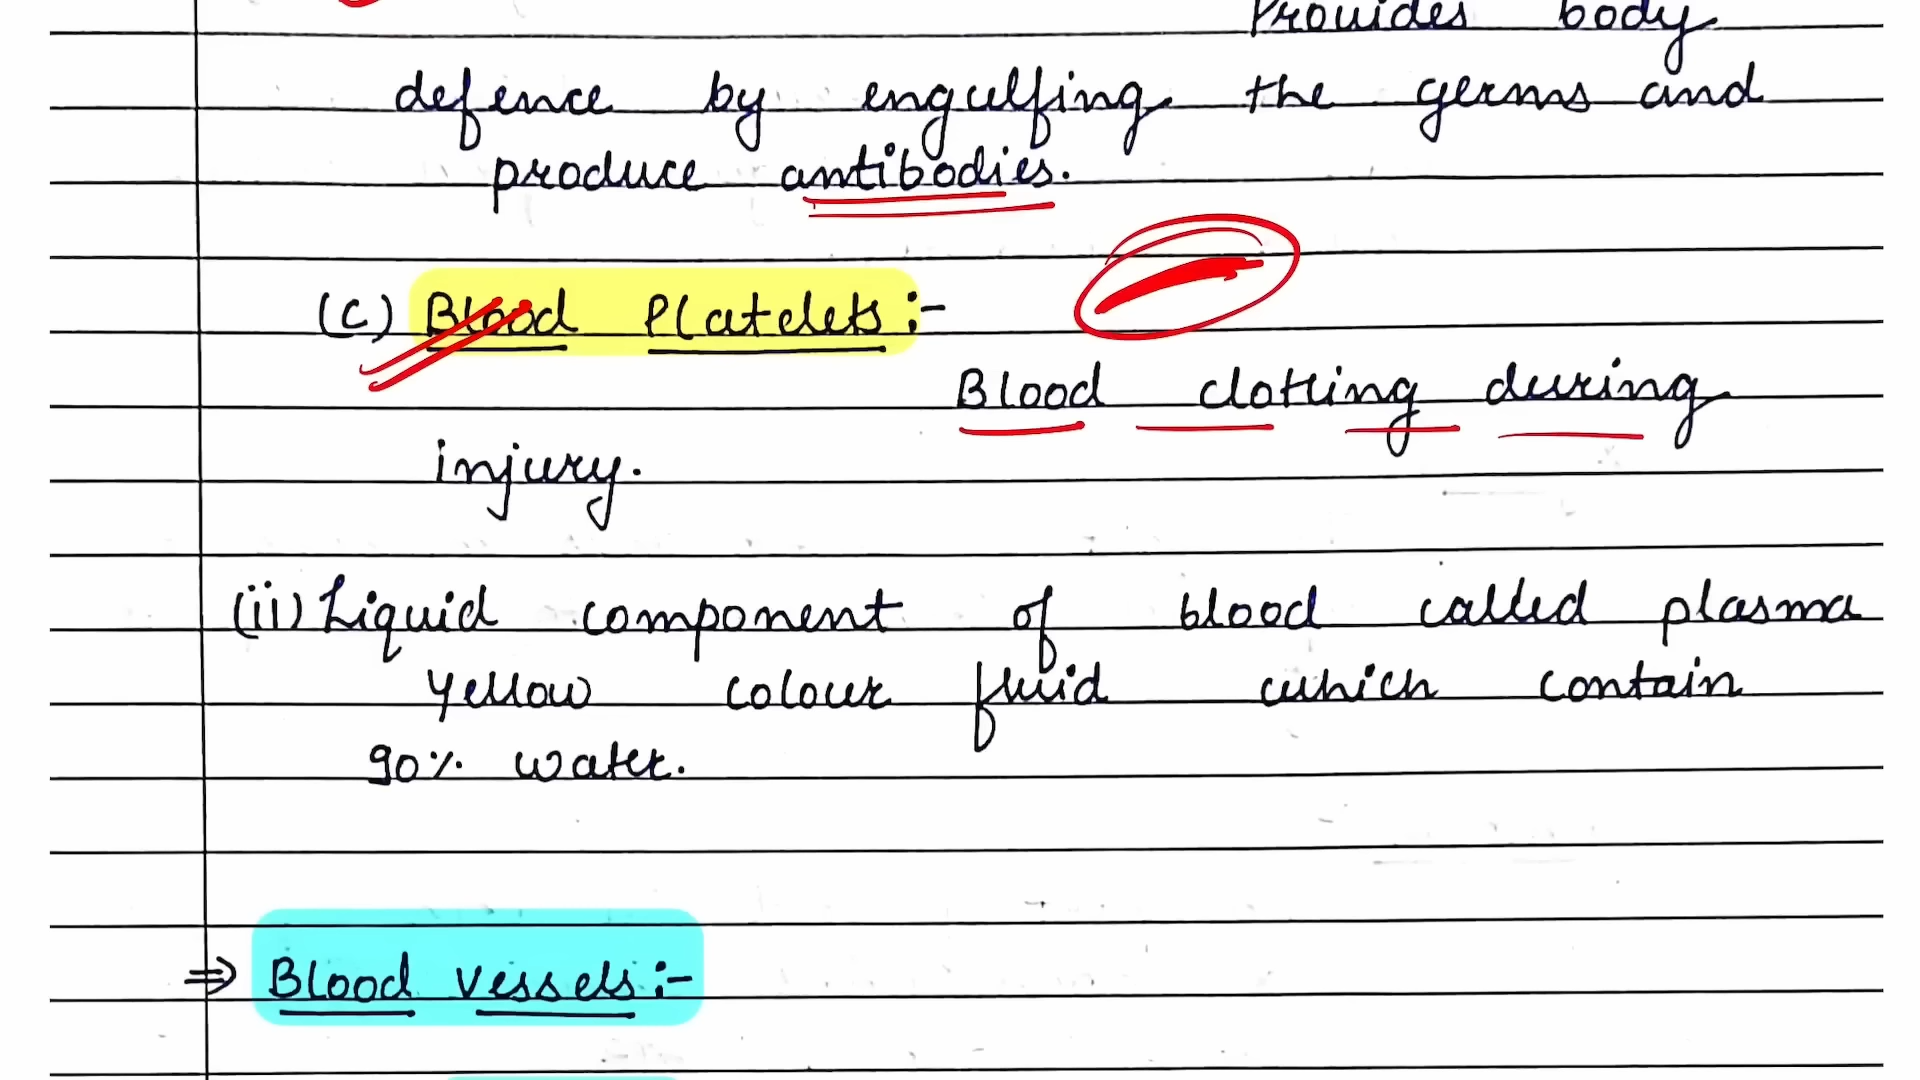 Provides body
defence by engulfing the germs and
produce antibodies.
(c) Blood Platelets :-
Blood clotting during
injury.
(ii) Liquid component of blood called plasma
yellow colour fluid which contain
90% water.
⇒ Blood vessels :-